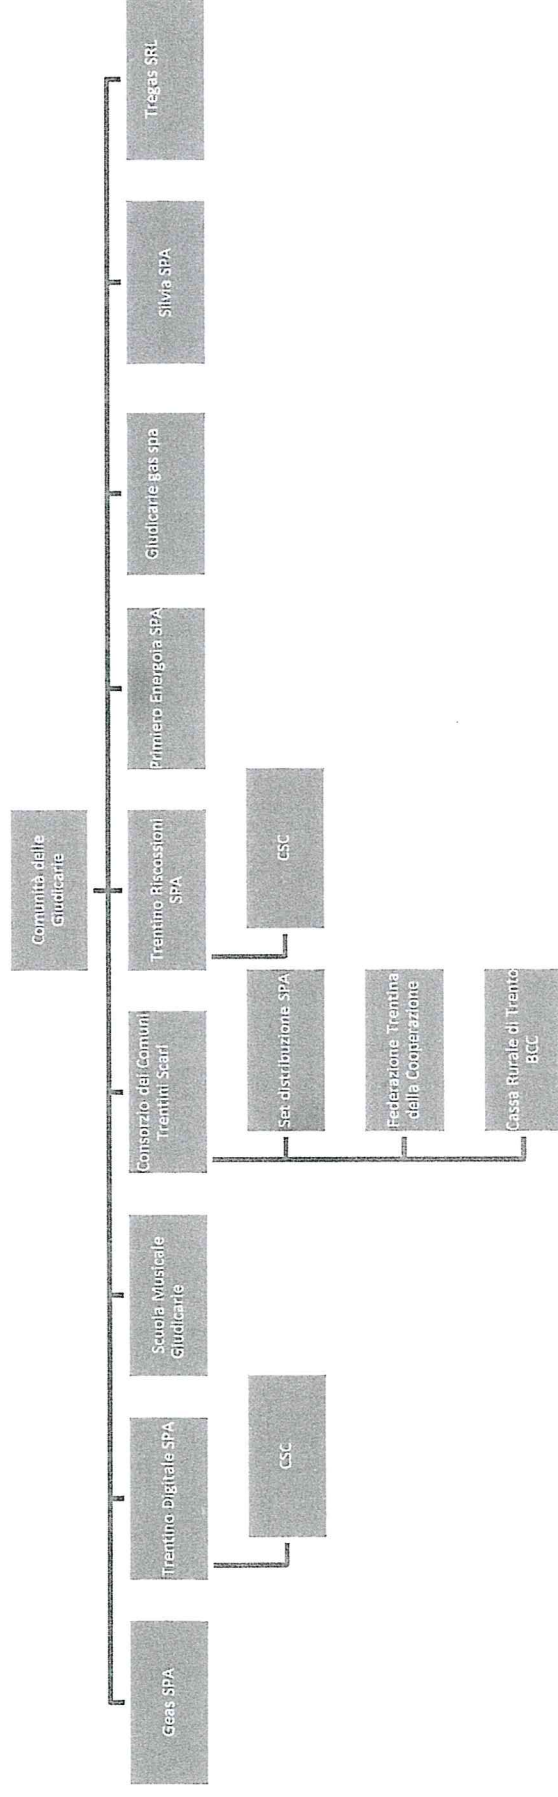 Comunità delle
Giudicarie
Geas SPA
Trentino Digitale SPA
CSC
Scuola Musicale
Giudicarie
Consorzio dei Comuni
Trentini Scarl
Set distribuzione SPA
Federazione Trentina
della Cooperazione
Cassa Rurale di Trento
BCC
Trentino Riscossioni
SPA
CSC
Primiero Energoia SPA
Giudicarie gas spa
Silvia SPA
Tregas SRL